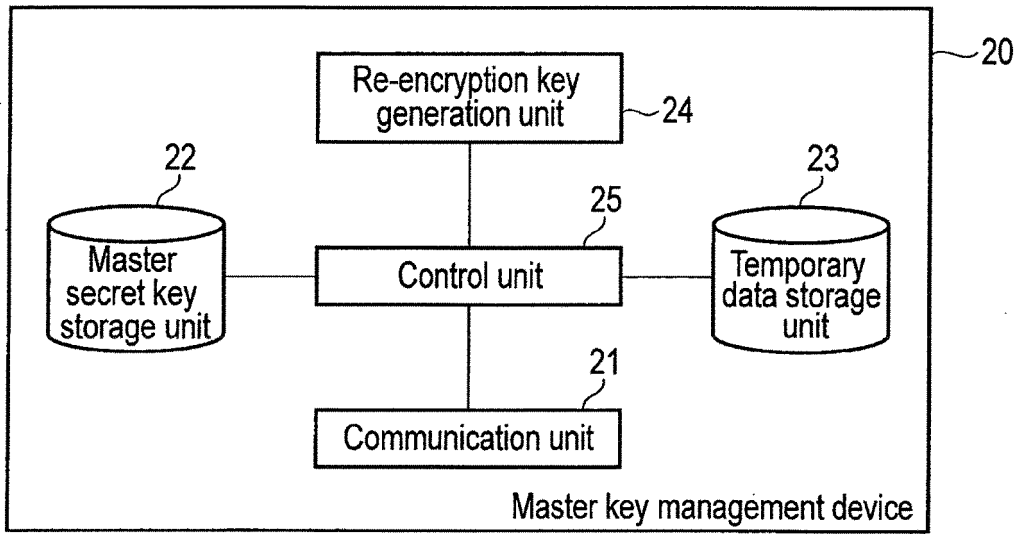 20
Re-encryption key
generation unit
24
22
23
Master
secret key
storage unit
25
Control unit
Temporary
data storage
unit
21
Communication unit
Master key management device